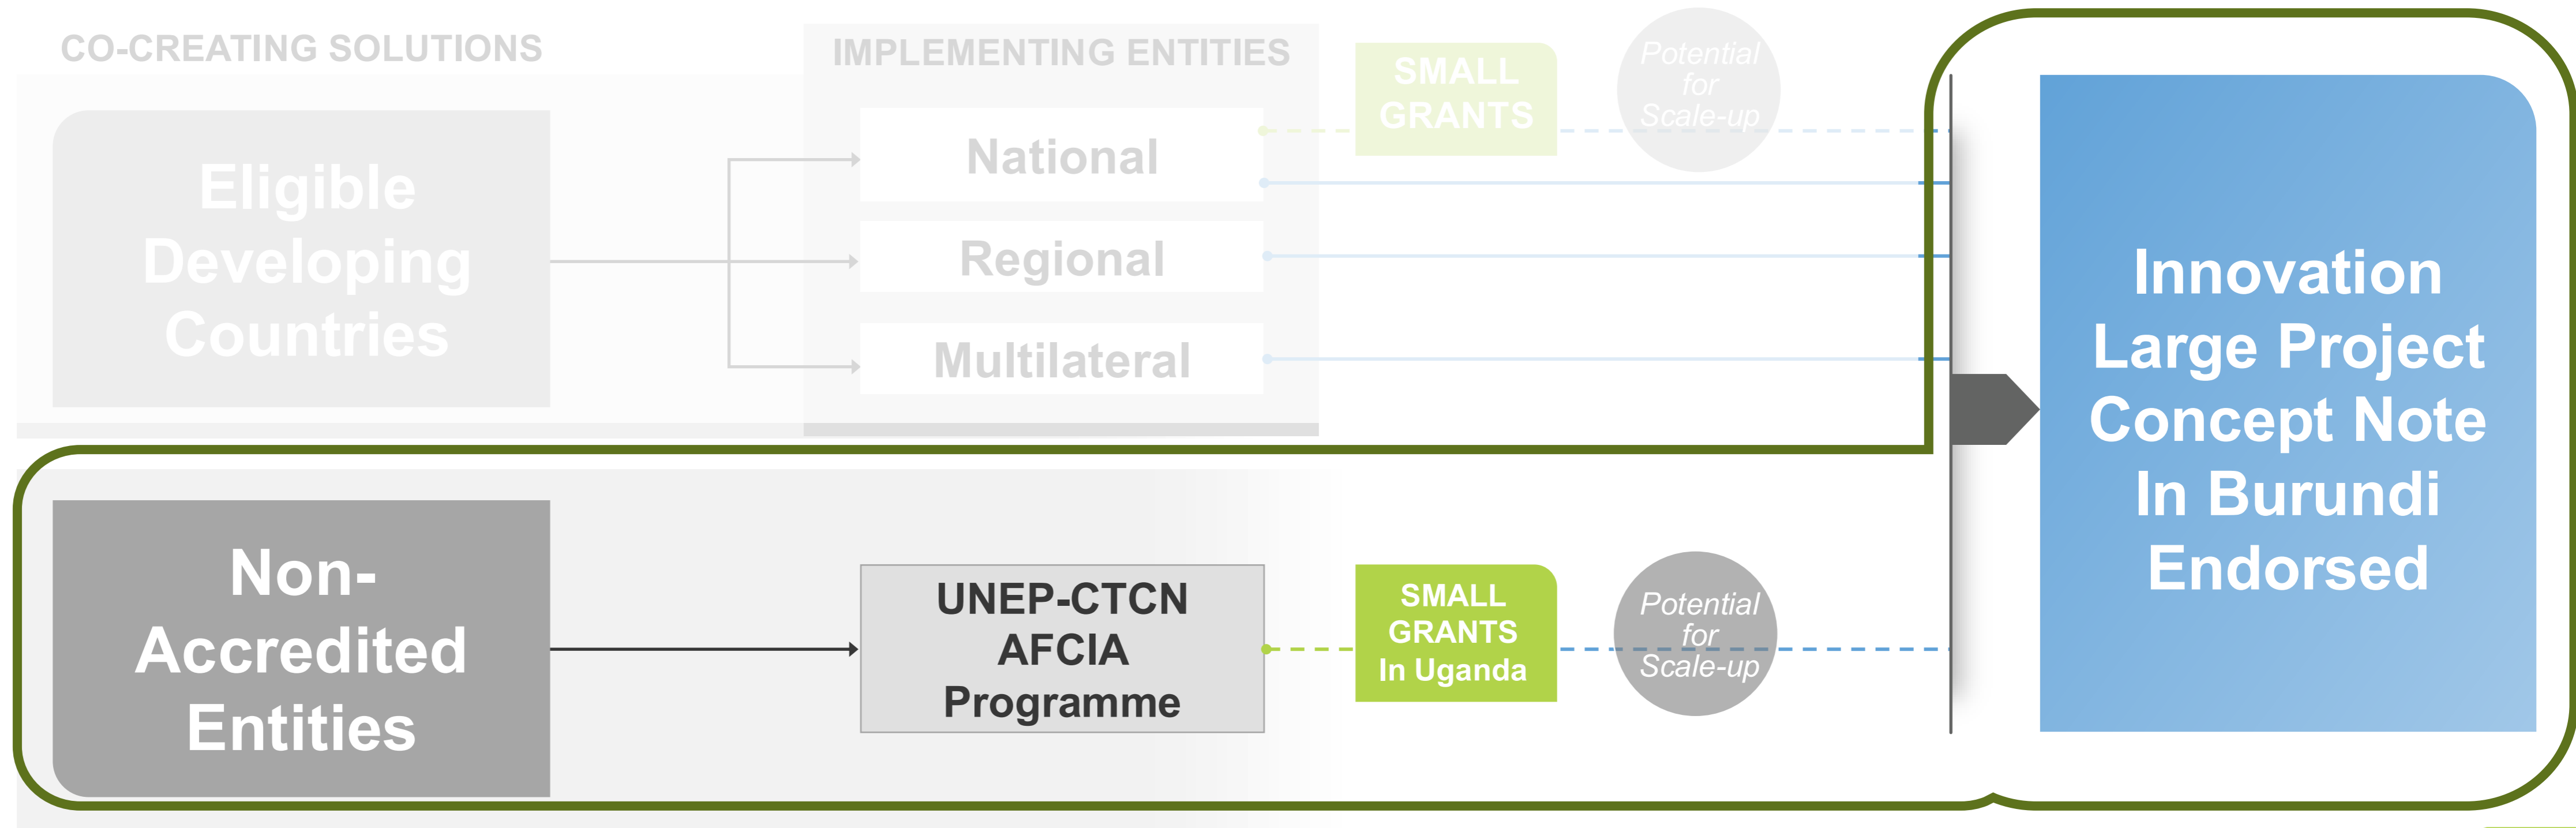 CO-CREATING SOLUTIONS
IMPLEMENTING ENTITIES
Eligible
Developing
Countries
National
Regional
Multilateral
SMALL
GRANTS
Potential
for
Scale-up
Non-
Accredited
Entities
UNEP-CTCN
AFCIA
Programme
SMALL
GRANTS
In Uganda
Potential
for
Scale-up
Innovation
Large Project
Concept Note
In Burundi
Endorsed